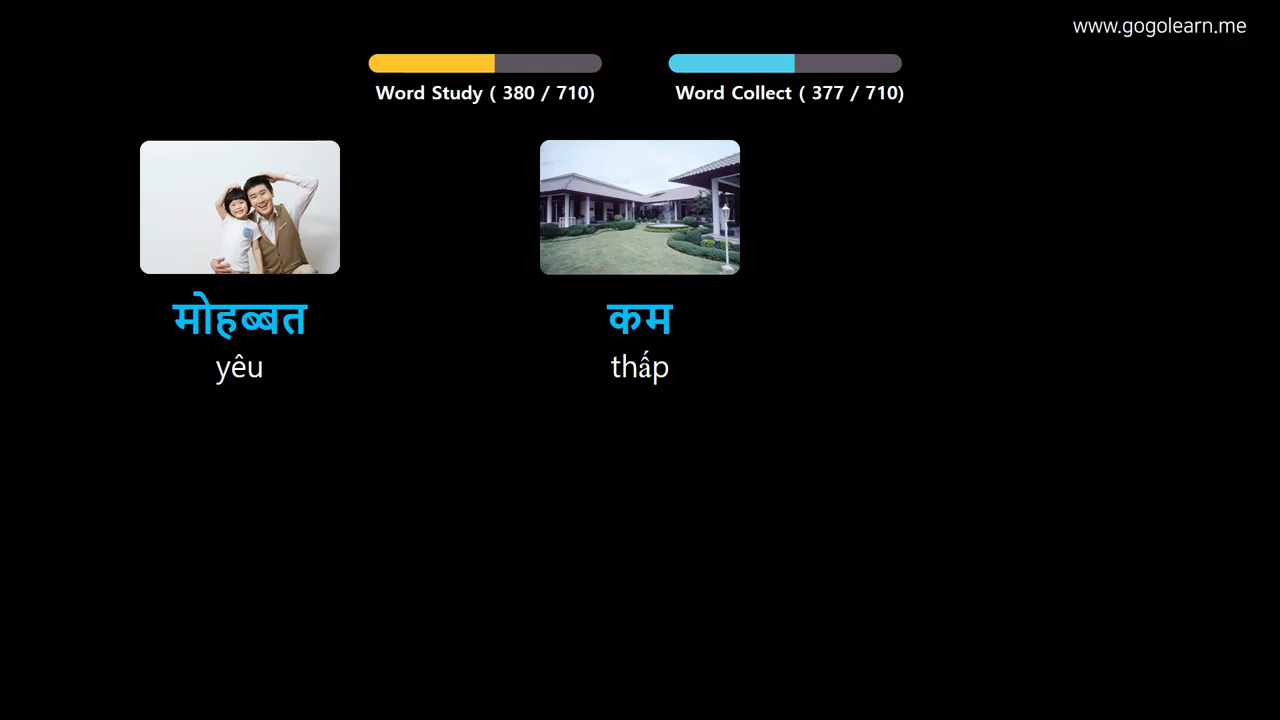 www.gogolearn.me
Word Study ( 380 / 710)
Word Collect ( 377 / 710)
मोहब्बत
कम
yêu
thấp